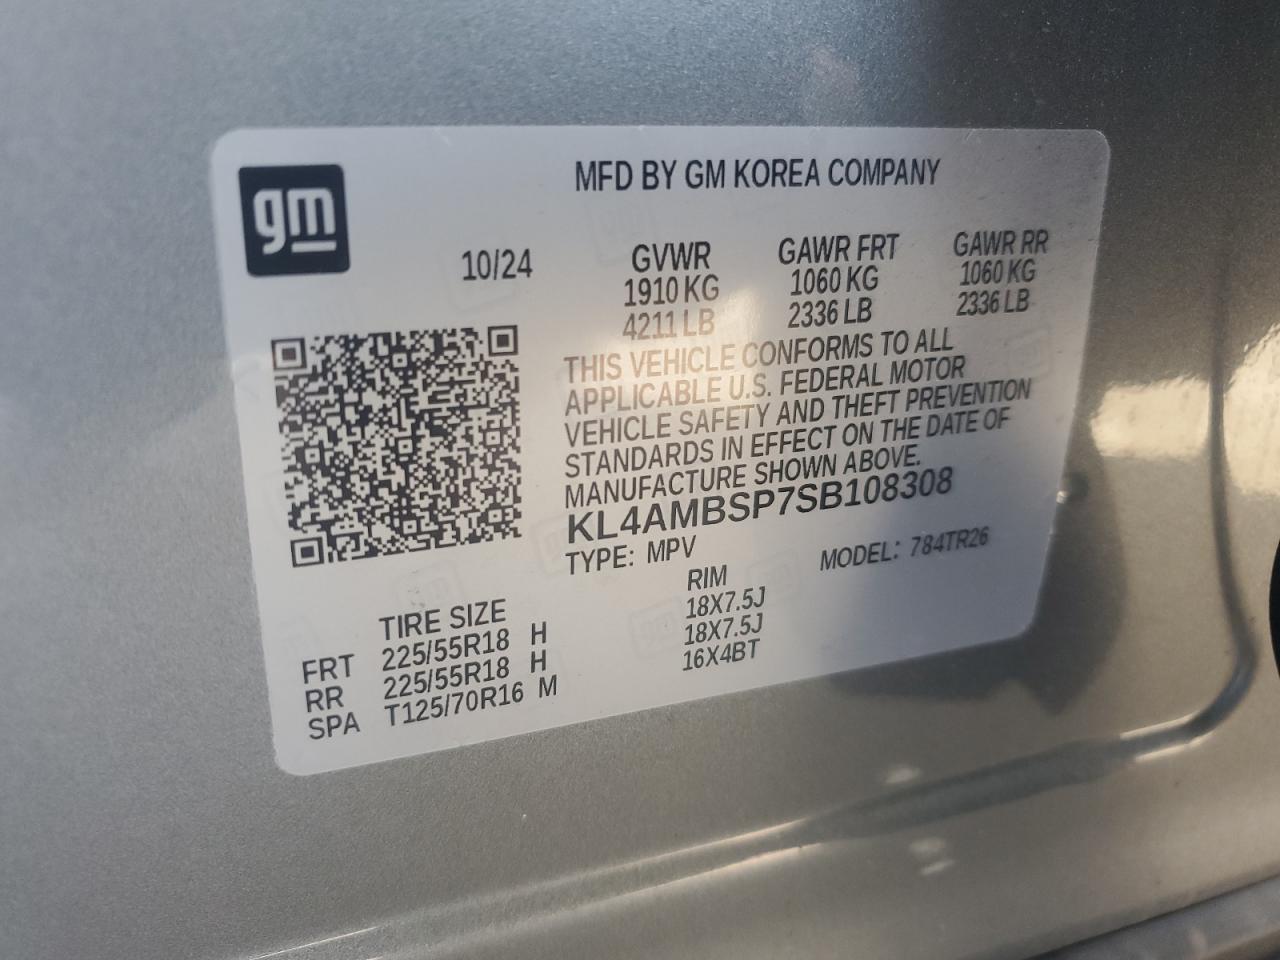 gm
MFD BY GM KOREA COMPANY
10/24 GVWR GAWR FRT GAWR RR
1910 KG 1060 KG 1060 KG
4211 LB 2336 LB 2336 LB
THIS VEHICLE CONFORMS TO ALL
APPLICABLE U.S. FEDERAL MOTOR
VEHICLE SAFETY AND THEFT PREVENTION
STANDARDS IN EFFECT ON THE DATE OF
MANUFACTURE SHOWN ABOVE.
KL4AMBSP7SB108308
TYPE: MPV MODEL: 784TR26
TIRE SIZE RIM
FRT 225/55R18 H 18X7.5J
RR 225/55R18 H 18X7.5J
SPA T125/70R16 M 16X4BT